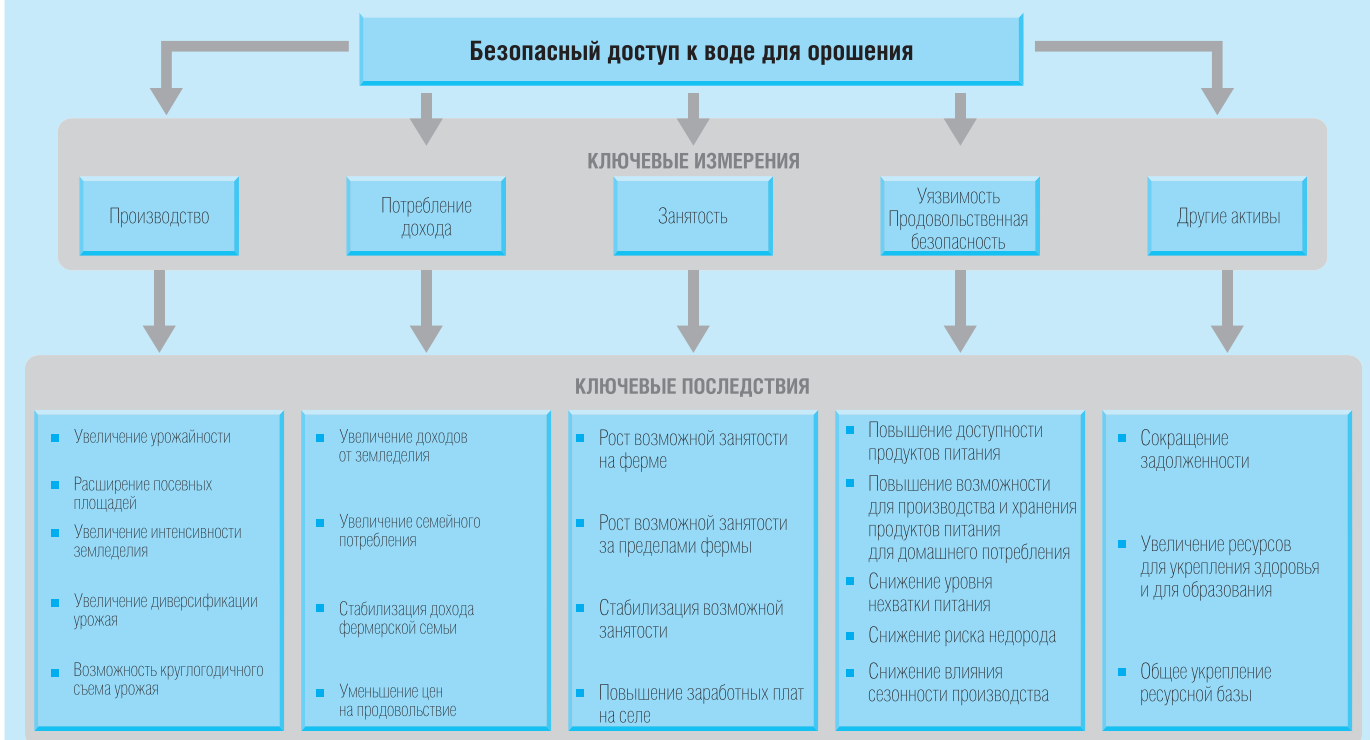 Безопасный доступ к воде для орошения
КЛЮЧЕВЫЕ ИЗМЕРЕНИЯ
Производство
Потребление
дохода
Занятость
Уязвимость
Продовольственная
безопасность
Другие активы
КЛЮЧЕВЫЕ ПОСЛЕДСТВИЯ
Увеличение урожайности
Расширение посевных
площадей
Увеличение интенсивности
земледелия
Увеличение диверсификации
урожая
Возможность круглогодичного
съема урожая
Увеличение доходов
от земледелия
Увеличение семейного
потребления
Стабилизация дохода
фермерской семьи
Уменьшение цен
на продовольствие
Рост возможной занятости
на ферме
Рост возможной занятости
за пределами фермы
Стабилизация возможной
занятости
Повышение заработных плат
на селе
Повышение доступности
продуктов питания
Повышение возможности
для производства и хранения
продуктов питания
для домашнего потребления
Снижение уровня
нехватки питания
Снижение риска недорода
Снижение влияния
сезонности производства
Сокращение
задолженности
Увеличение ресурсов
для укрепления здоровья
и для образования
Общее укрепление
ресурсной базы